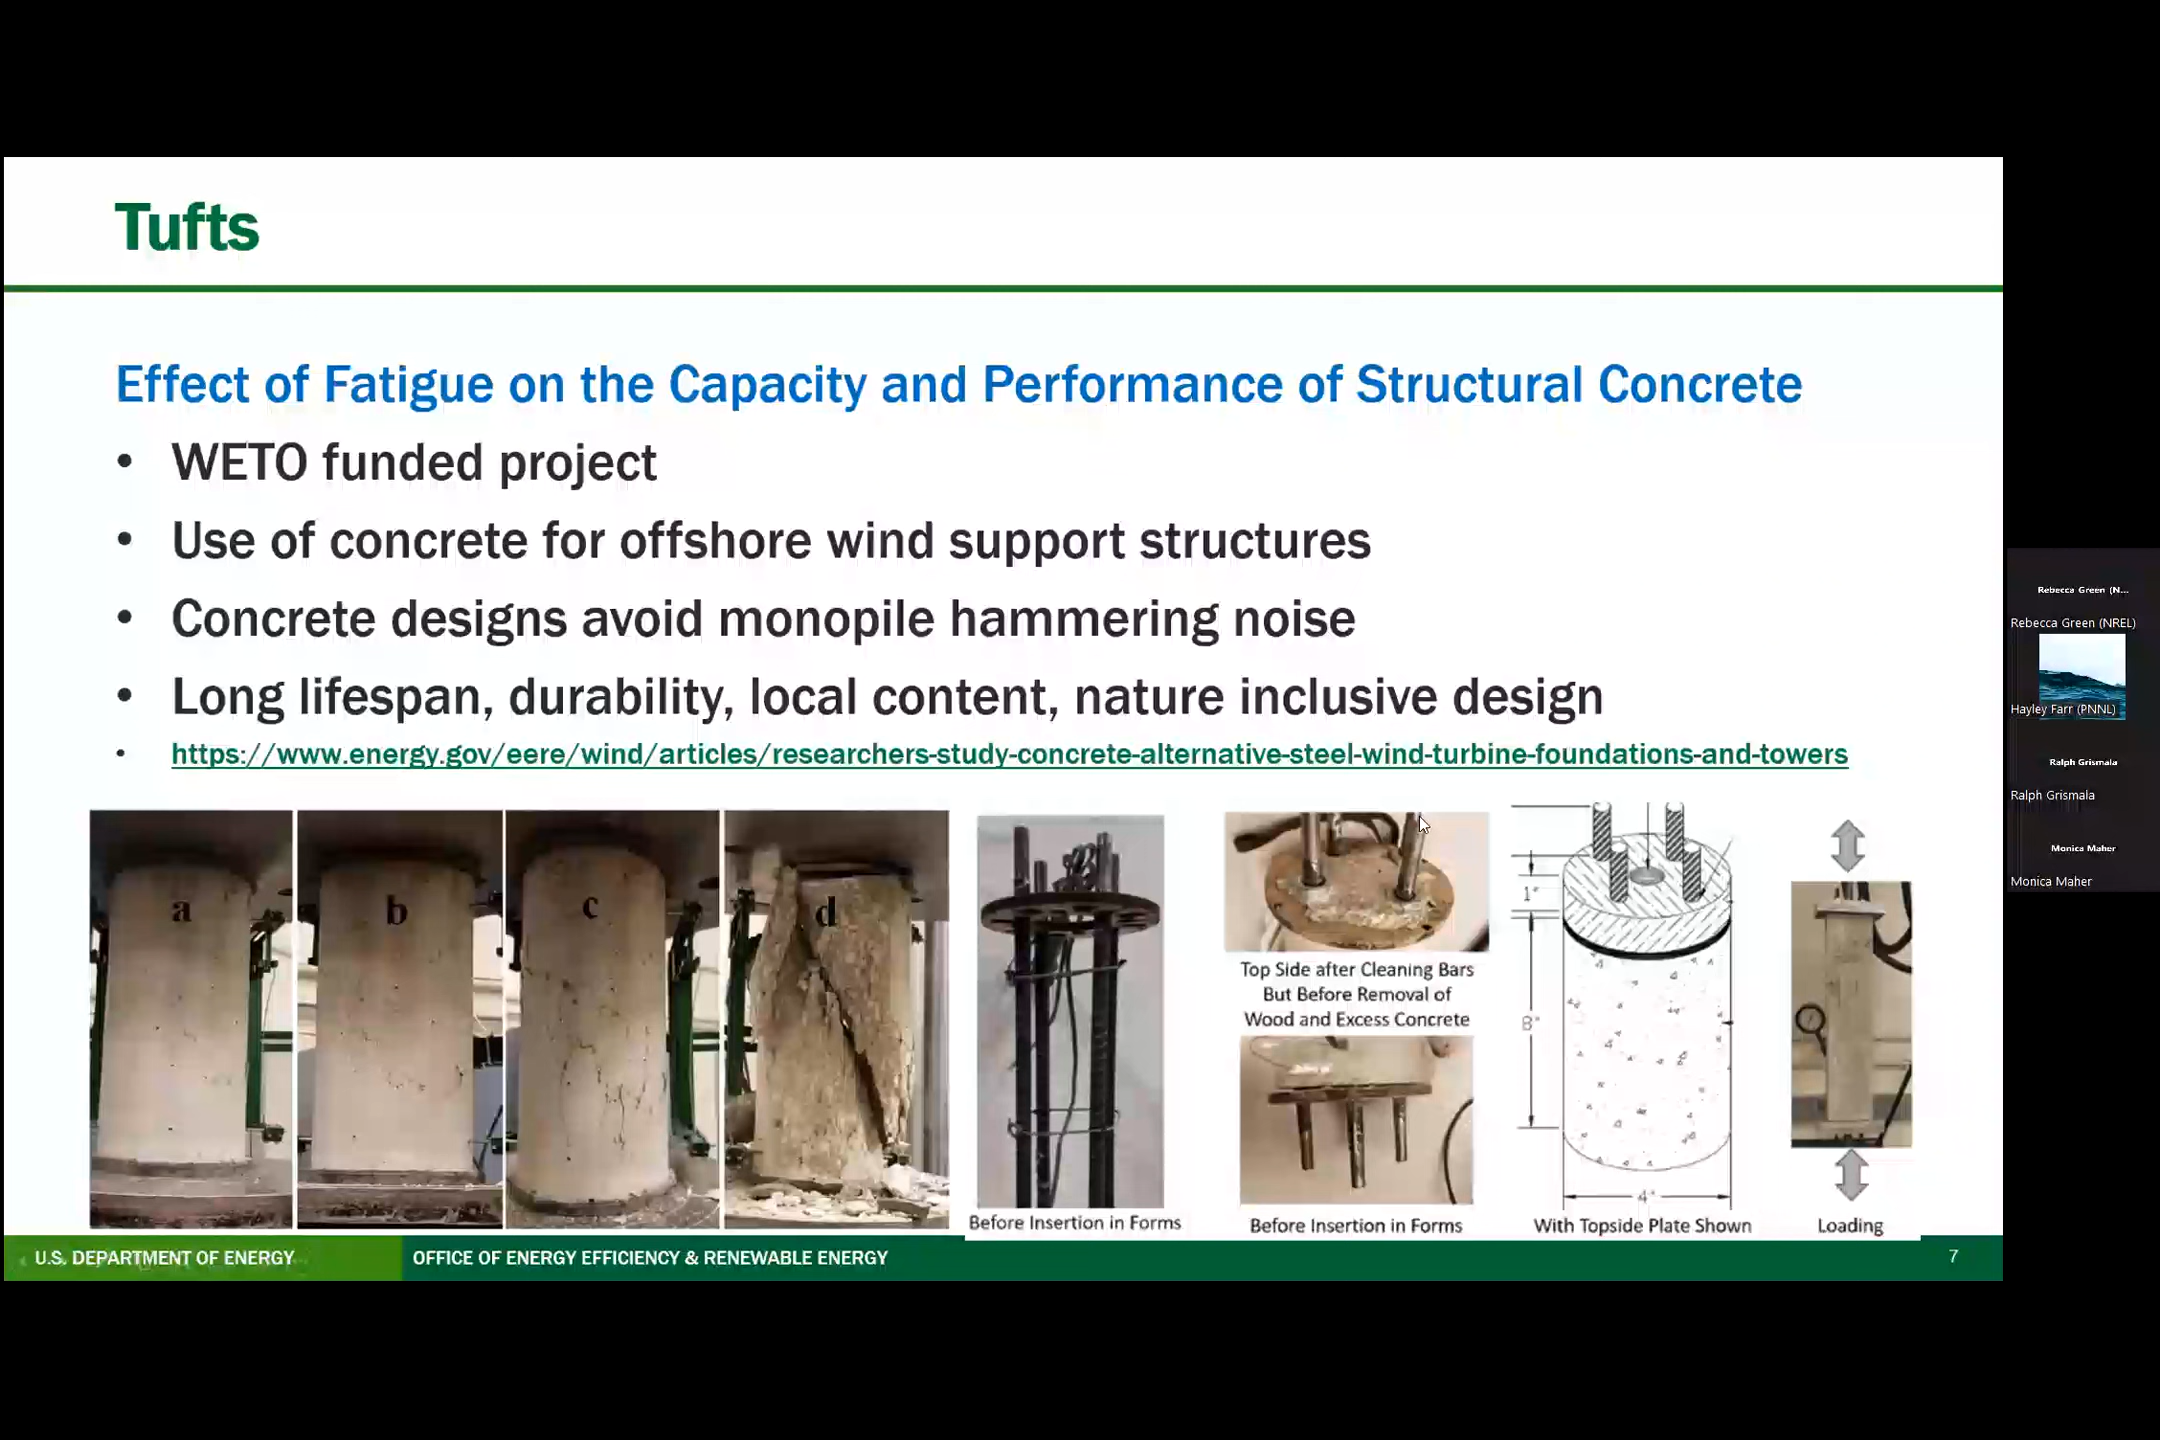 Tufts
Effect of Fatigue on the Capacity and Performance of Structural Concrete
• WETO funded project
• Use of concrete for offshore wind support structures
• Concrete designs avoid monopile hammering noise
• Long lifespan, durability, local content, nature inclusive design
• https://www.energy.gov/eere/wind/articles/researchers-study-concrete-alternative-steel-wind-turbine-foundations-and-towers
a
b
c
d
Before Insertion in Forms
Top Side after Cleaning Bars
But Before Removal of
Wood and Excess Concrete
Before Insertion in Forms
1"
8"
4"
With Topside Plate Shown
Loading
U.S. DEPARTMENT OF ENERGY
OFFICE OF ENERGY EFFICIENCY & RENEWABLE ENERGY
7
Rebecca Green (N...
Rebecca Green (NREL)
Hayley Farr (PNNL)
Ralph Grismala
Ralph Grismala
Monica Maher
Monica Maher